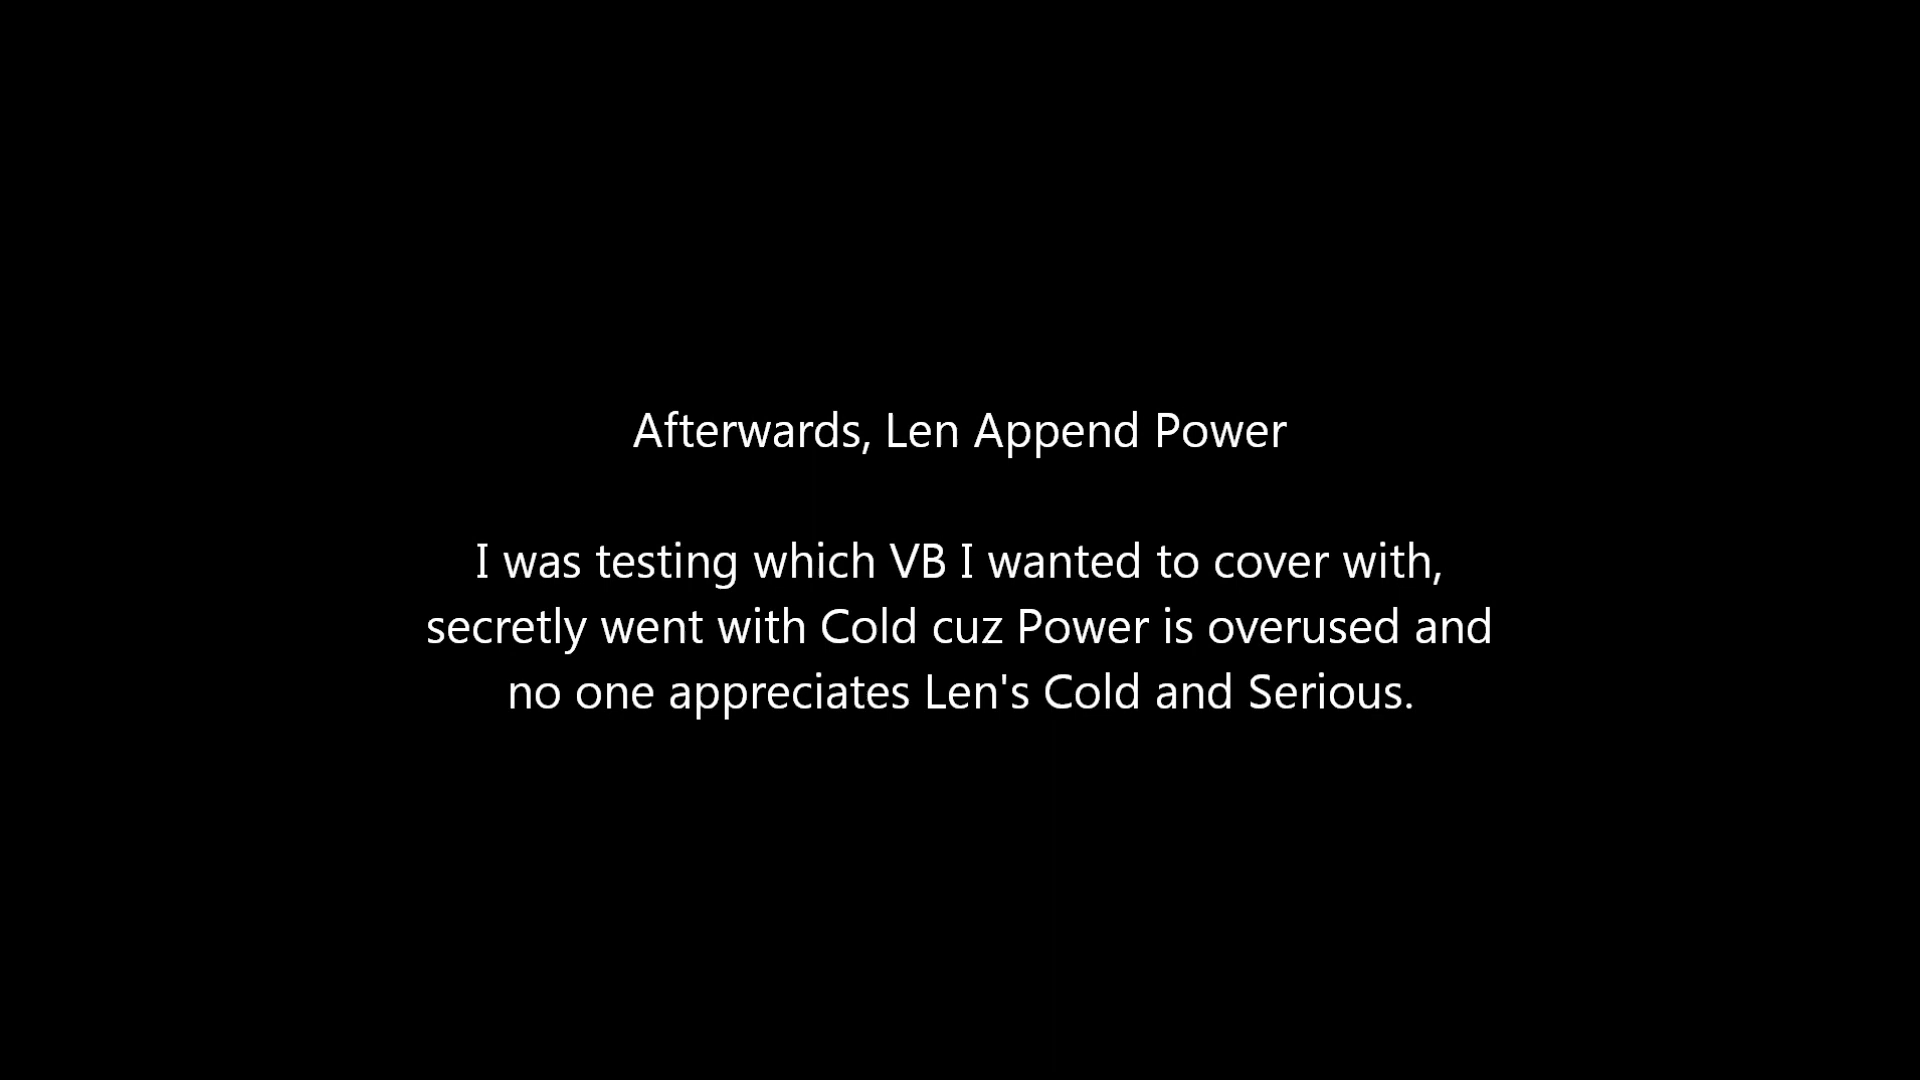 Afterwards, Len Append Power
I was testing which VB I wanted to cover with,
secretly went with Cold cuz Power is overused and
no one appreciates Len's Cold and Serious.